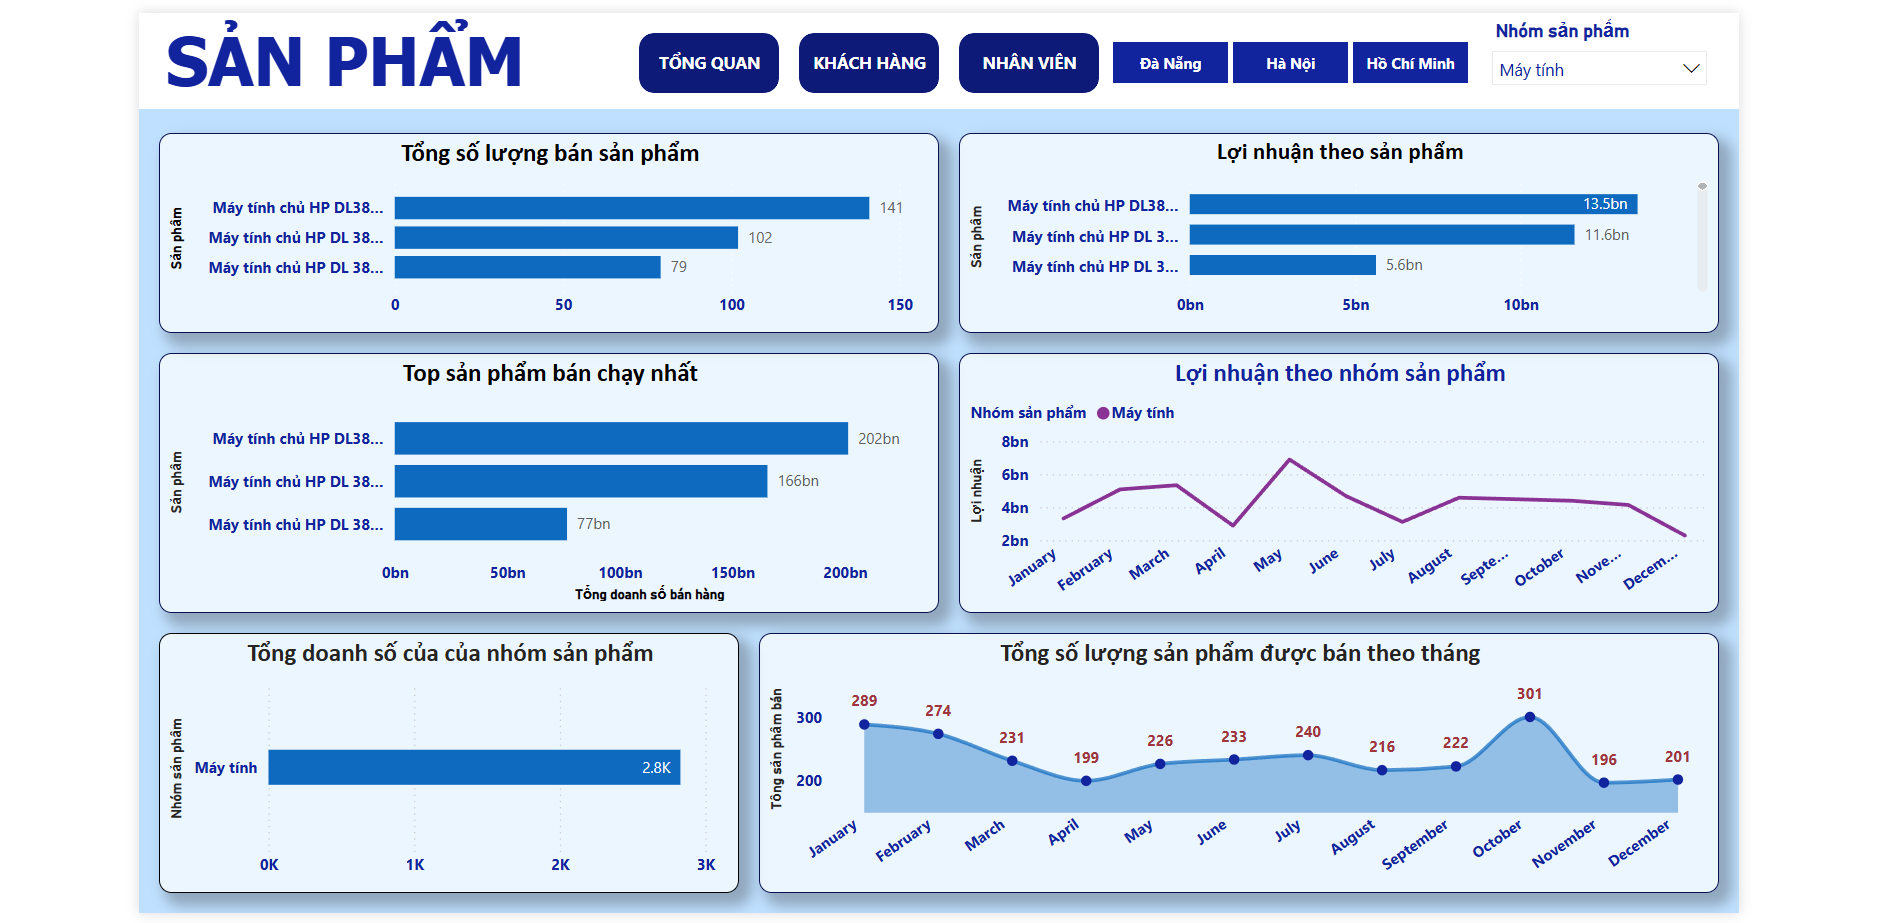 SẢN PHẨM
TỔNG QUAN
KHÁCH HÀNG
NHÂN VIÊN
Đà Nẵng
Hà Nội
Hồ Chí Minh
Nhóm sản phẩm
Máy tính
Tổng số lượng bán sản phẩm
Sản phẩm
Máy tính chủ HP DL38...
141
Máy tính chủ HP DL 38...
102
Máy tính chủ HP DL 38...
79
0 50 100 150
Lợi nhuận theo sản phẩm
Sản phẩm
Máy tính chủ HP DL38...
13.5bn
Máy tính chủ HP DL 3...
11.6bn
Máy tính chủ HP DL 3...
5.6bn
0bn 5bn 10bn
Top sản phẩm bán chạy nhất
Sản phẩm
Máy tính chủ HP DL38...
202bn
Máy tính chủ HP DL 38...
166bn
Máy tính chủ HP DL 38...
77bn
0bn 50bn 100bn 150bn 200bn
Tổng doanh số bán hàng
Lợi nhuận theo nhóm sản phẩm
Nhóm sản phẩm Máy tính
Lợi nhuận
8bn
6bn
4bn
2bn
January February March April May June July August Septe... October Nove... Decem...
Tổng doanh số của của nhóm sản phẩm
Nhóm sản phẩm
Máy tính
2.8K
0K 1K 2K 3K
Tổng số lượng sản phẩm được bán theo tháng
Tổng sản phẩm bán
300
200
289 274 231 199 226 233 240 216 222 301 196 201
January February March April May June July August September October November December